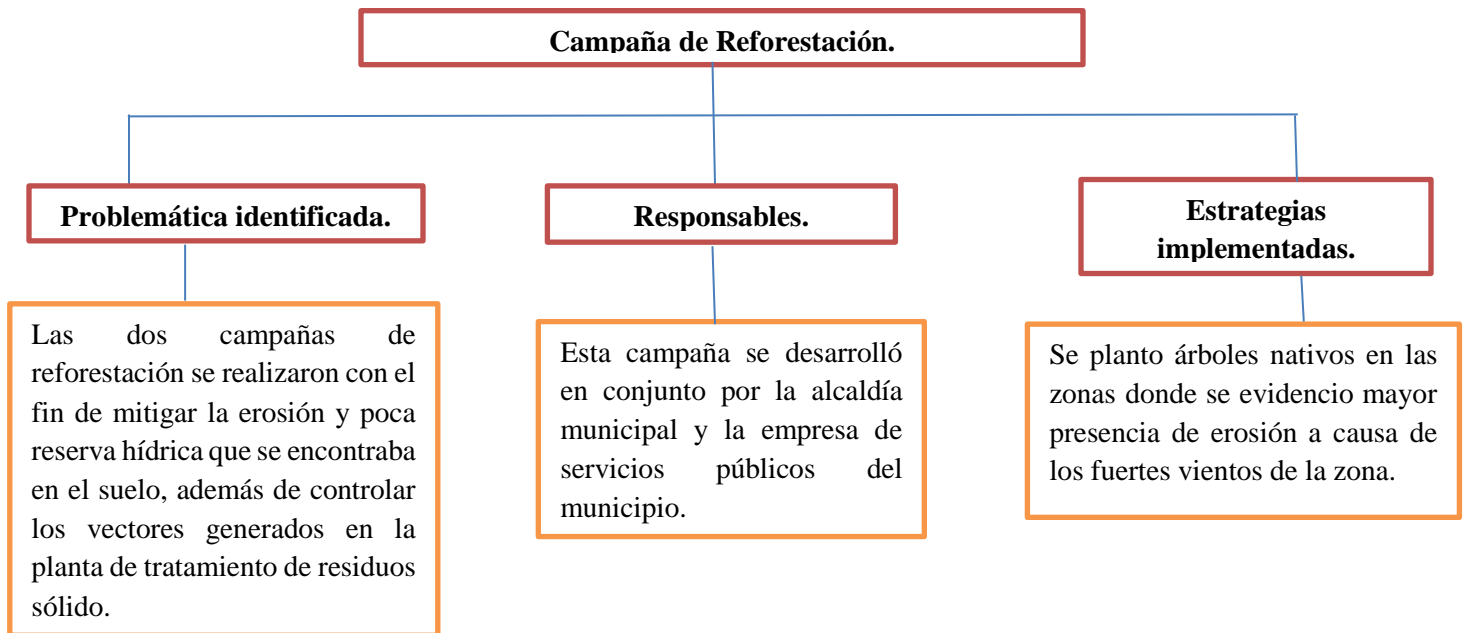 Campaña de Reforestación.
Problemática identificada.
Las dos campañas de
reforestación se realizaron con el
fin de mitigar la erosión y poca
reserva hídrica que se encontraba
en el suelo, además de controlar
los vectores generados en la
planta de tratamiento de residuos
sólido.
Responsables.
Esta campaña se desarrolló
en conjunto por la alcaldía
municipal y la empresa de
servicios públicos del
municipio.
Estrategias
implementadas.
Se planto árboles nativos en las
zonas donde se evidencio mayor
presencia de erosión a causa de
los fuertes vientos de la zona.